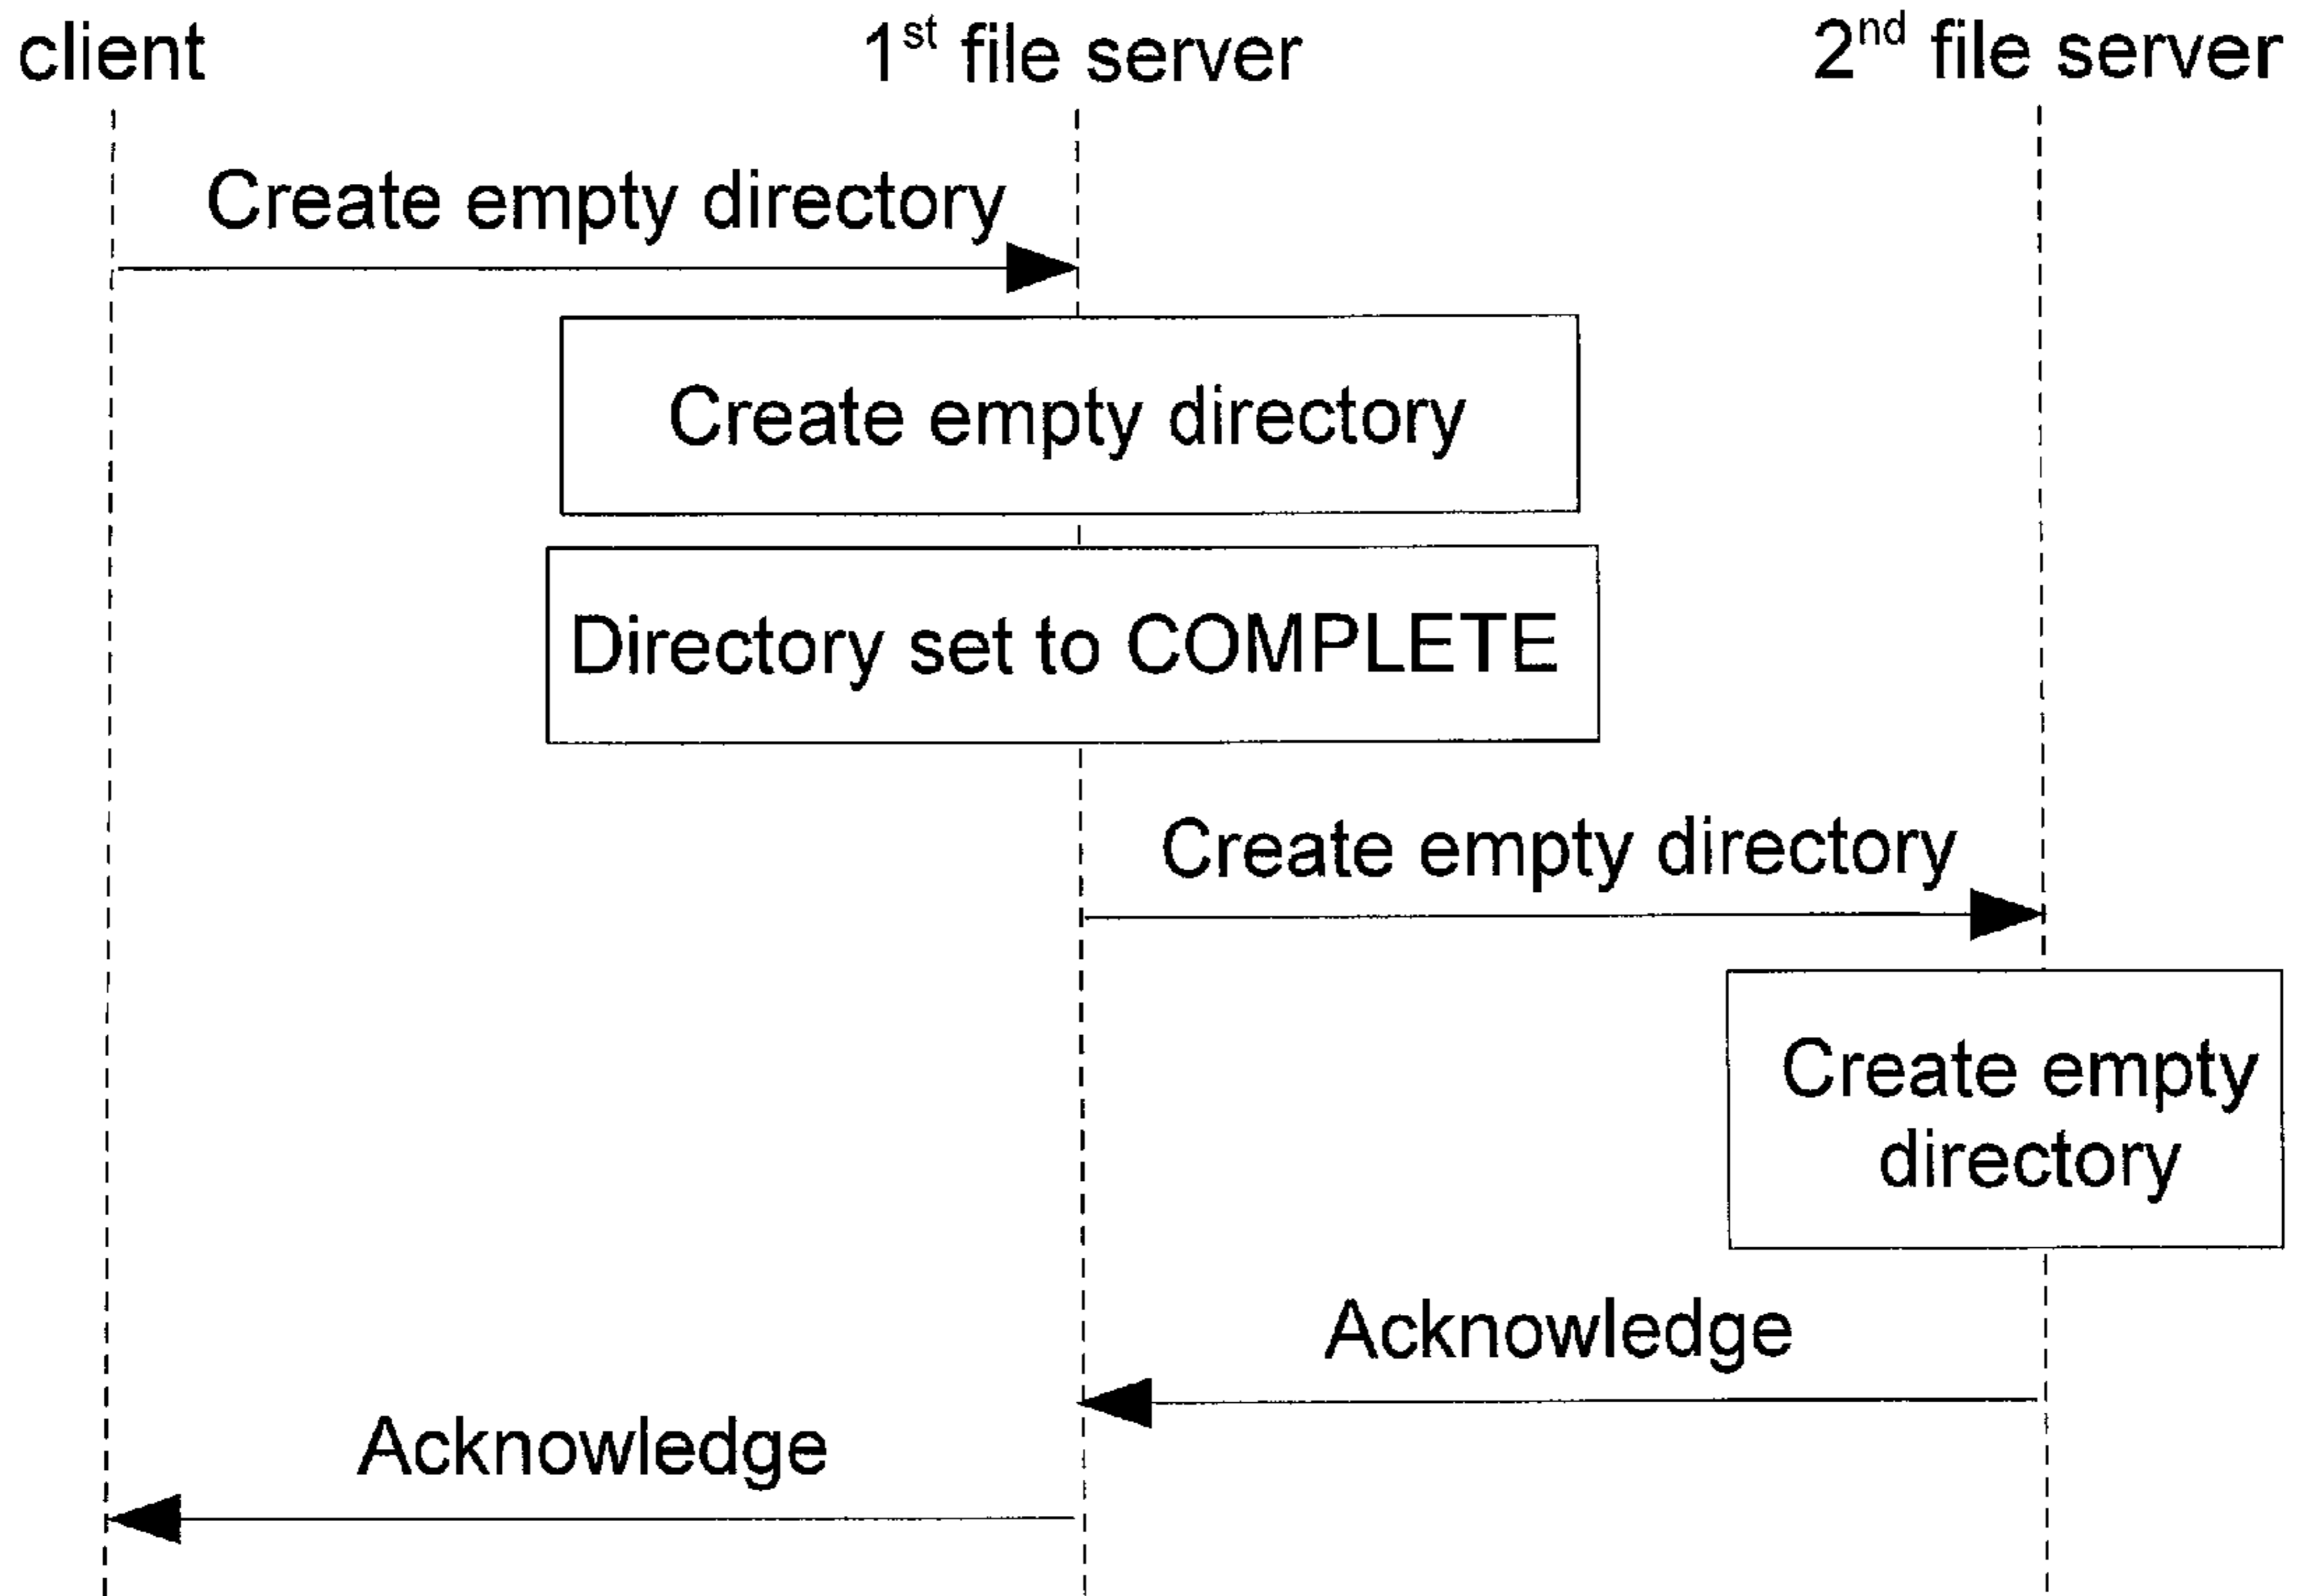 client
1st file server
2nd file server
Create empty directory
Create empty directory
Directory set to COMPLETE
Create empty directory
Create empty
directory
Acknowledge
Acknowledge